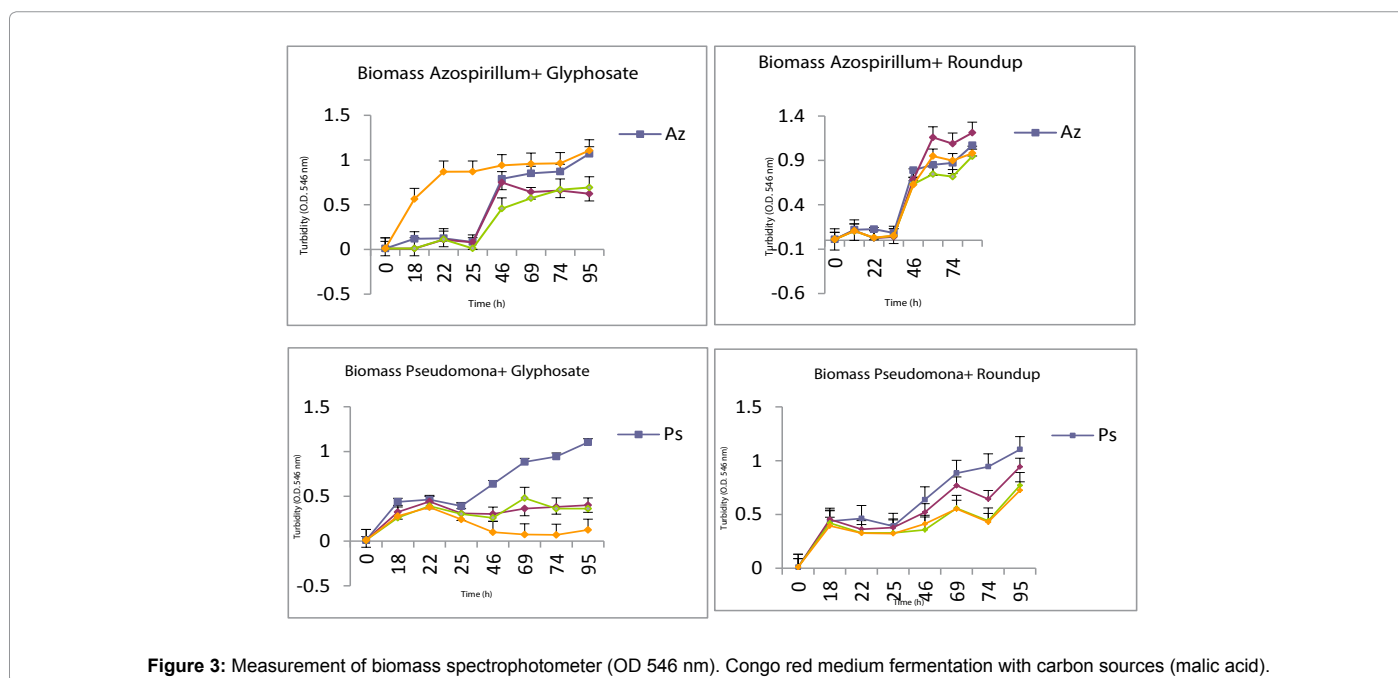 Biomass Azospirillum+ Glyphosate
Turbidity (O.D. 546 nm)
1.5
1
0.5
0
-0.5
0 18 22 25 46 69 74 95
Time (h)
Az
Biomass Azospirillum+ Roundup
Turbidity (O.D. 546 nm)
1.4
0.9
0.4
-0.1
-0.6
0 22 46 74
Time (h)
Az
Biomass Pseudomona+ Glyphosate
Turbidity (O.D. 546 nm)
1.5
1
0.5
0
-0.5
0 18 22 25 46 69 74 95
Time (h)
Ps
Biomass Pseudomona+ Roundup
Turbidity (O.D. 546 nm)
1.5
1
0.5
0
0 18 22 25 46 69 74 95
Time (h)
Ps
Figure 3: Measurement of biomass spectrophotometer (OD 546 nm). Congo red medium fermentation with carbon sources (malic acid).